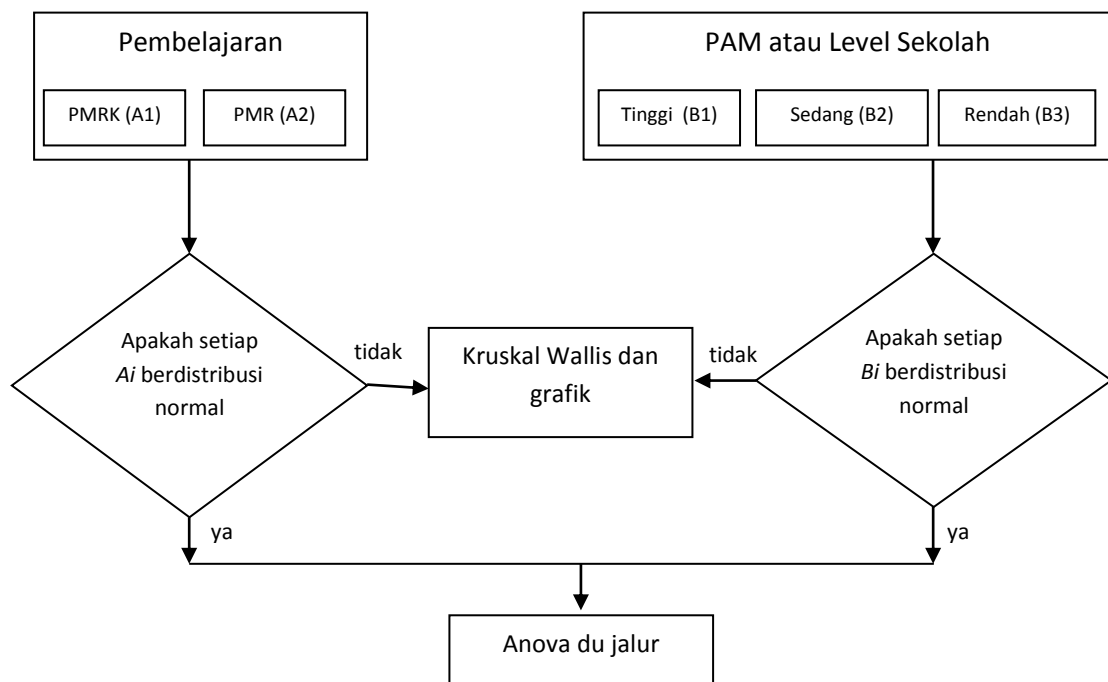 Pembelajaran
PMRK (A1)
PMR (A2)
PAM atau Level Sekolah
Tinggi (B1)
Sedang (B2)
Rendah (B3)
Apakah setiap
Ai berdistribusi
normal
tidak
Kruskal Wallis dan
grafik
tidak
Apakah setiap
Bi berdistribusi
normal
ya
ya
Anova du jalur